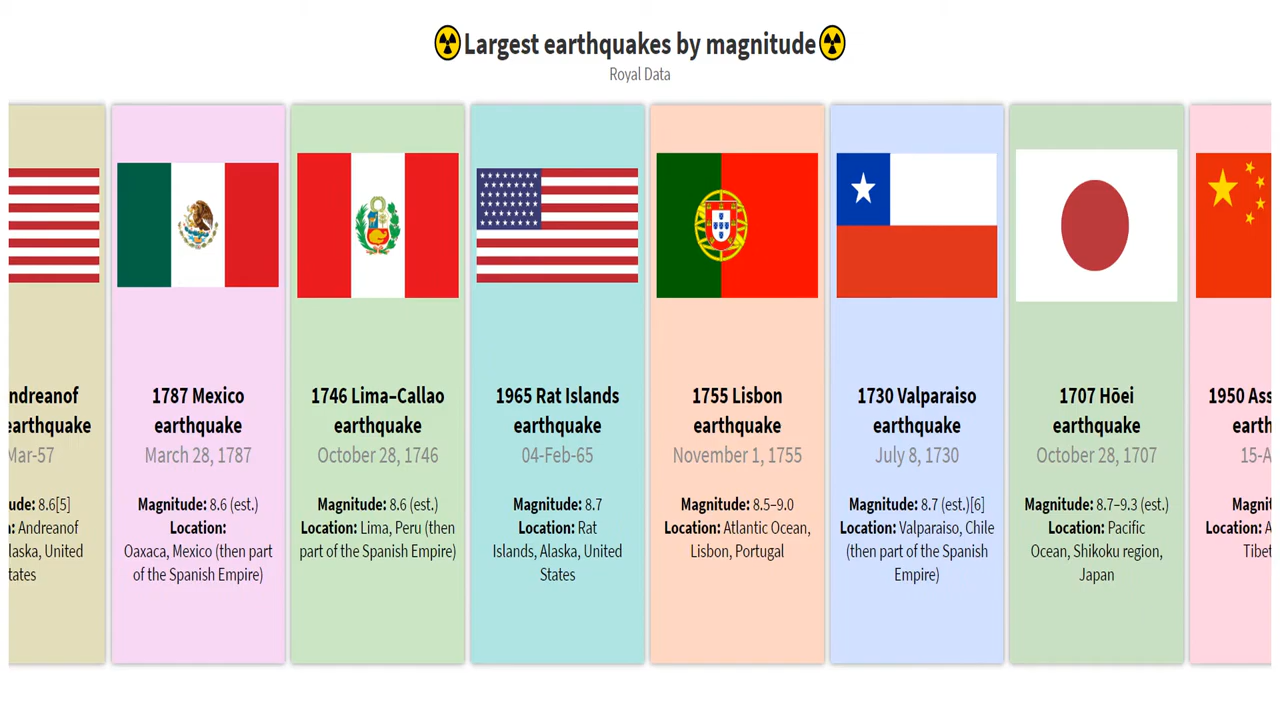 Largest earthquakes by magnitude
Royal Data
ndreanof
earthquake
Mar-57
ude: 8.6[5]
: Andreanof
laska, United
tates
1787 Mexico
earthquake
March 28, 1787
Magnitude: 8.6 (est.)
Location:
Oaxaca, Mexico (then part
of the Spanish Empire)
1746 Lima–Callao
earthquake
October 28, 1746
Magnitude: 8.6 (est.)
Location: Lima, Peru (then
part of the Spanish Empire)
1965 Rat Islands
earthquake
04-Feb-65
Magnitude: 8.7
Location: Rat
Islands, Alaska, United
States
1755 Lisbon
earthquake
November 1, 1755
Magnitude: 8.5–9.0
Location: Atlantic Ocean,
Lisbon, Portugal
1730 Valparaiso
earthquake
July 8, 1730
Magnitude: 8.7 (est.)[6]
Location: Valparaiso, Chile
(then part of the Spanish
Empire)
1707 Hōei
earthquake
October 28, 1707
Magnitude: 8.7–9.3 (est.)
Location: Pacific
Ocean, Shikoku region,
Japan
1950 Ass
earth
15-A
Magnit
Location: A
Tibet